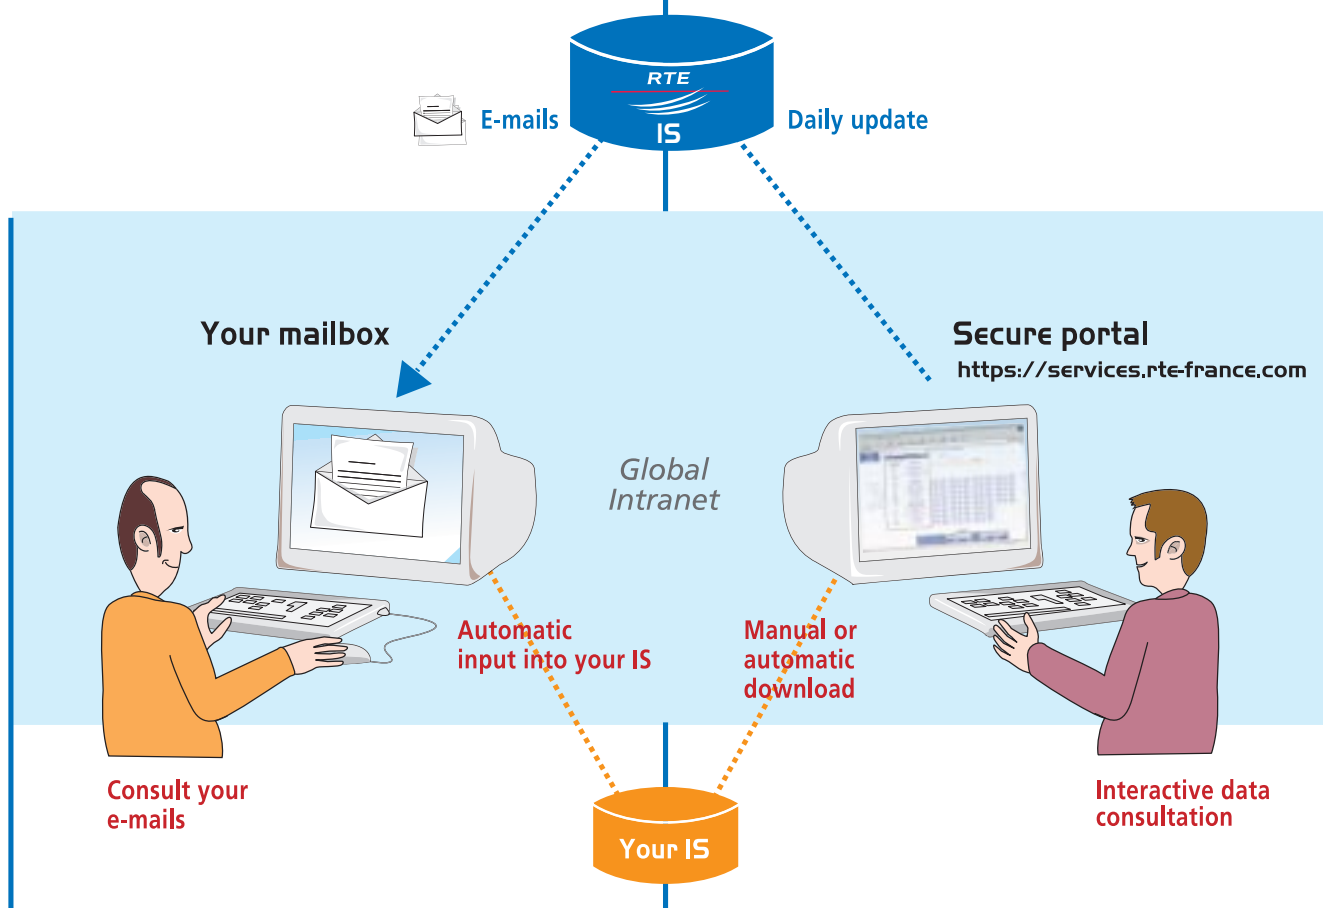 RTE
IS
E-mails
Daily update
Your mailbox
Secure portal
https://services.rte-france.com
Global
Intranet
Automatic
input into your IS
Manual or
automatic
download
Consult your
e-mails
Interactive data
consultation
Your IS